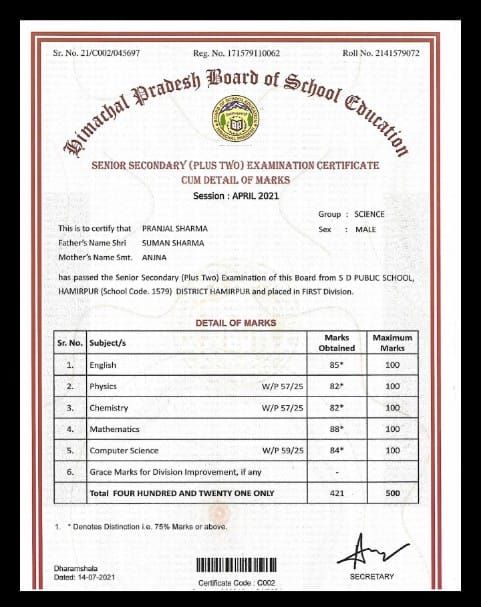 Sr. No. 21/C002/045697 Reg. No. 171579110062 Roll No. 2141579072
Himachal Pradesh Board of School Education
SENIOR SECONDARY (PLUS TWO) EXAMINATION CERTIFICATE
CUM DETAIL OF MARKS
Session : APRIL 2021
Group : SCIENCE
This is to certify that PRANJAL SHARMA Sex : MALE
Father's Name Shri SUMAN SHARMA
Mother's Name Smt. ANJNA
has passed the Senior Secondary (Plus Two) Examination of this Board from S D PUBLIC SCHOOL,
HAMIRPUR (School Code. 1579) DISTRICT HAMIRPUR and placed in FIRST Division.
DETAIL OF MARKS
Sr. No. Subject/s Marks Obtained Maximum Marks
1. English 85* 100
2. Physics W/P 57/25 82* 100
3. Chemistry W/P 57/25 82* 100
4. Mathematics 88* 100
5. Computer Science W/P 59/25 84* 100
6. Grace Marks for Division Improvement, if any -
Total FOUR HUNDRED AND TWENTY ONE ONLY 421 500
1. * Denotes Distinction i.e. 75% Marks or above.
Dharamshala
Dated: 14-07-2021
Certificate Code : C002
SECRETARY